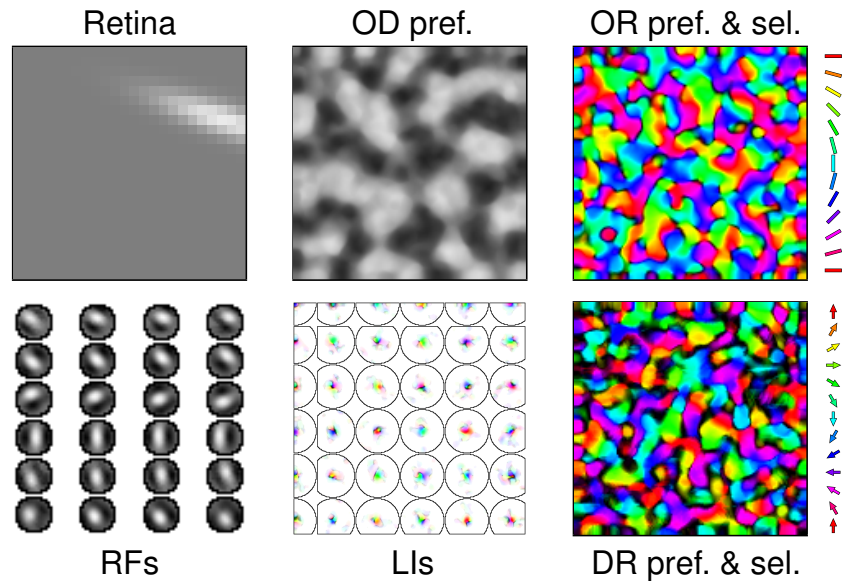 Retina
OD pref.
OR pref. & sel.
RFs
LIs
DR pref. & sel.